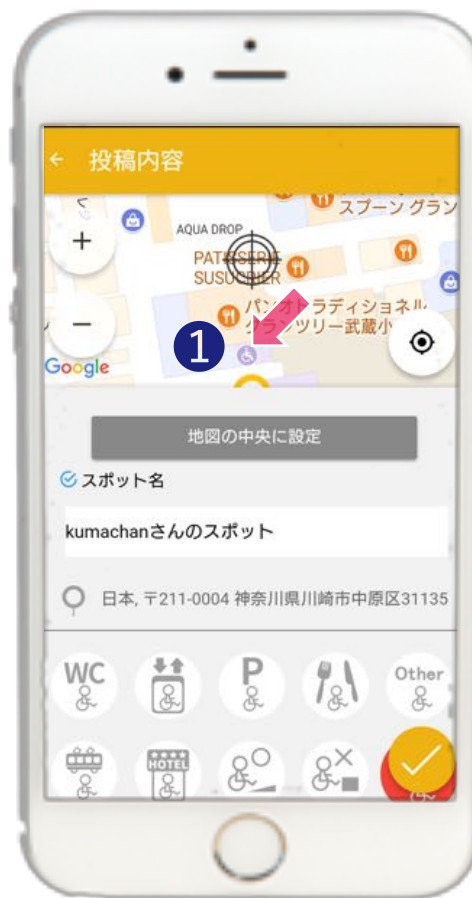 ← 投稿内容
スプーン グラン
AQUA DROP
PATISSERIE
SUSUCRIER
パンオトラディショネル
グランツリー武蔵小
+
−
1
Google
地図の中央に設定
スポット名
kumachanさんのスポット
日本, 〒211-0004 神奈川県川崎市中原区31135
WC
P
Other
HOTEL